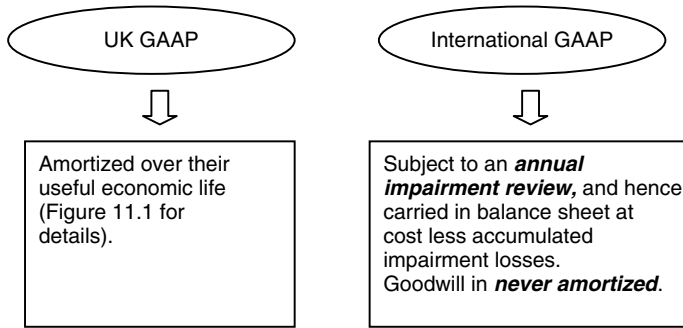 UK GAAP
International GAAP
Amortized over their
useful economic life
(Figure 11.1 for
details).
Subject to an annual
impairment review, and hence
carried in balance sheet at
cost less accumulated
impairment losses.
Goodwill in never amortized.